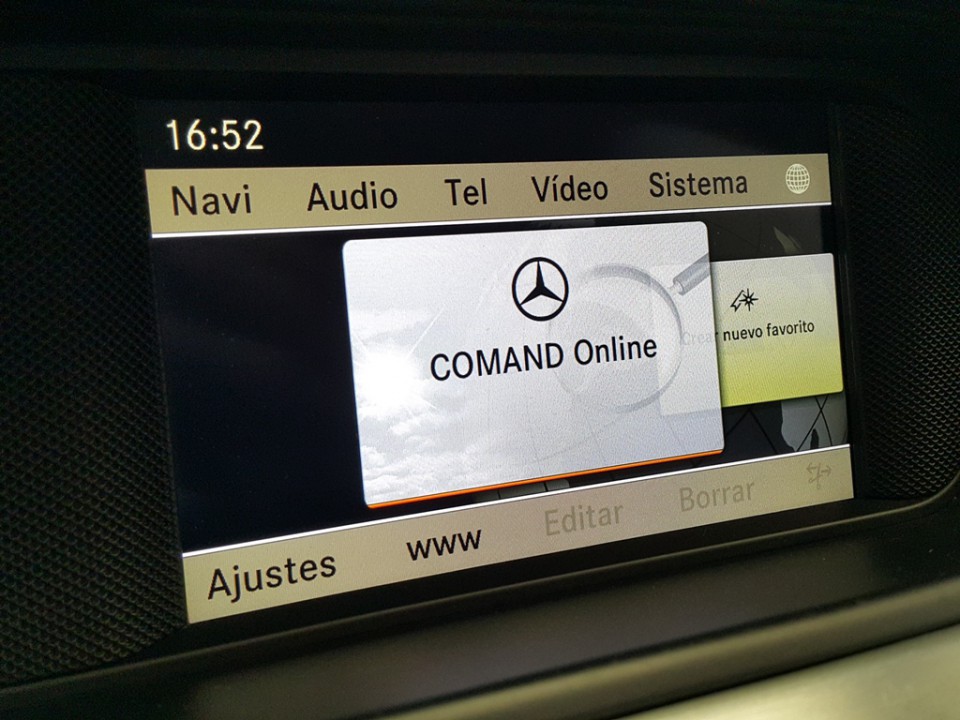 16:52
Navi Audio Tel Vídeo Sistema
COMAND Online
Crear nuevo favorito
Ajustes www Editar Borrar